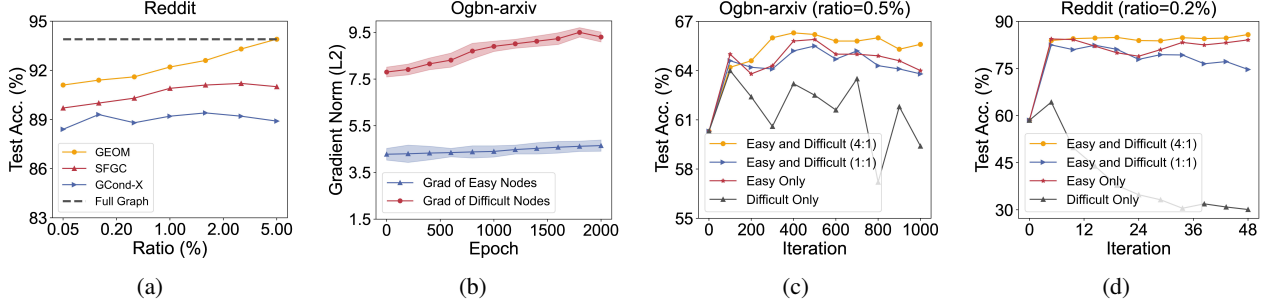 Reddit
95
92
89
86
83
Test Acc. (%)
GEOM
SFGC
GCond-X
Full Graph
0.05 0.20 1.00 2.00 5.00
Ratio (%)
(a)
Ogbn-arxiv
9.5
7.5
5.5
3.5
1.5
Gradient Norm (L2)
Grad of Easy Nodes
Grad of Difficult Nodes
0 500 1000 1500 2000
Epoch
(b)
Ogbn-arxiv (ratio=0.5%)
67
64
61
58
55
Test Acc. (%)
Easy and Difficult (4:1)
Easy and Difficult (1:1)
Easy Only
Difficult Only
0 200 400 600 800 1000
Iteration
(c)
Reddit (ratio=0.2%)
90
75
60
45
30
Test Acc. (%)
Easy and Difficult (4:1)
Easy and Difficult (1:1)
Easy Only
Difficult Only
0 12 24 36 48
Iteration
(d)